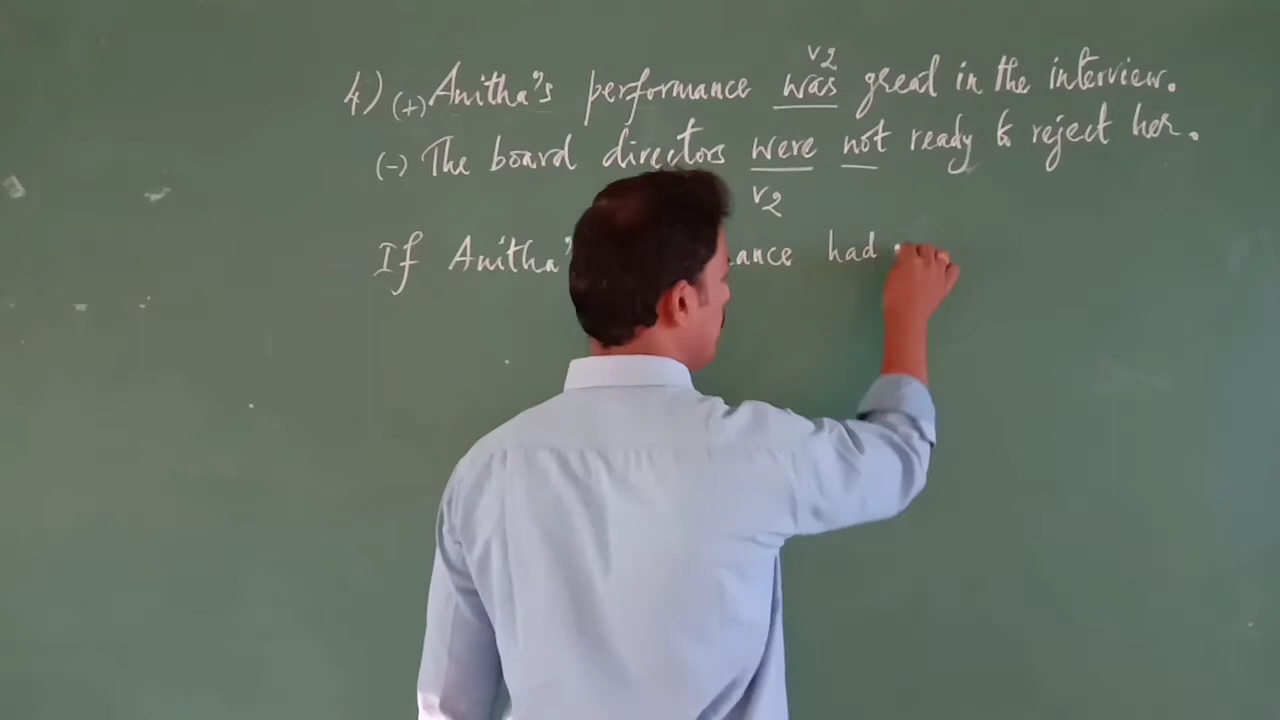 v2
4) (+) Anitha's performance was great in the interview.
(-) The board directors were not ready to reject her.
v2
If Anitha' ance had